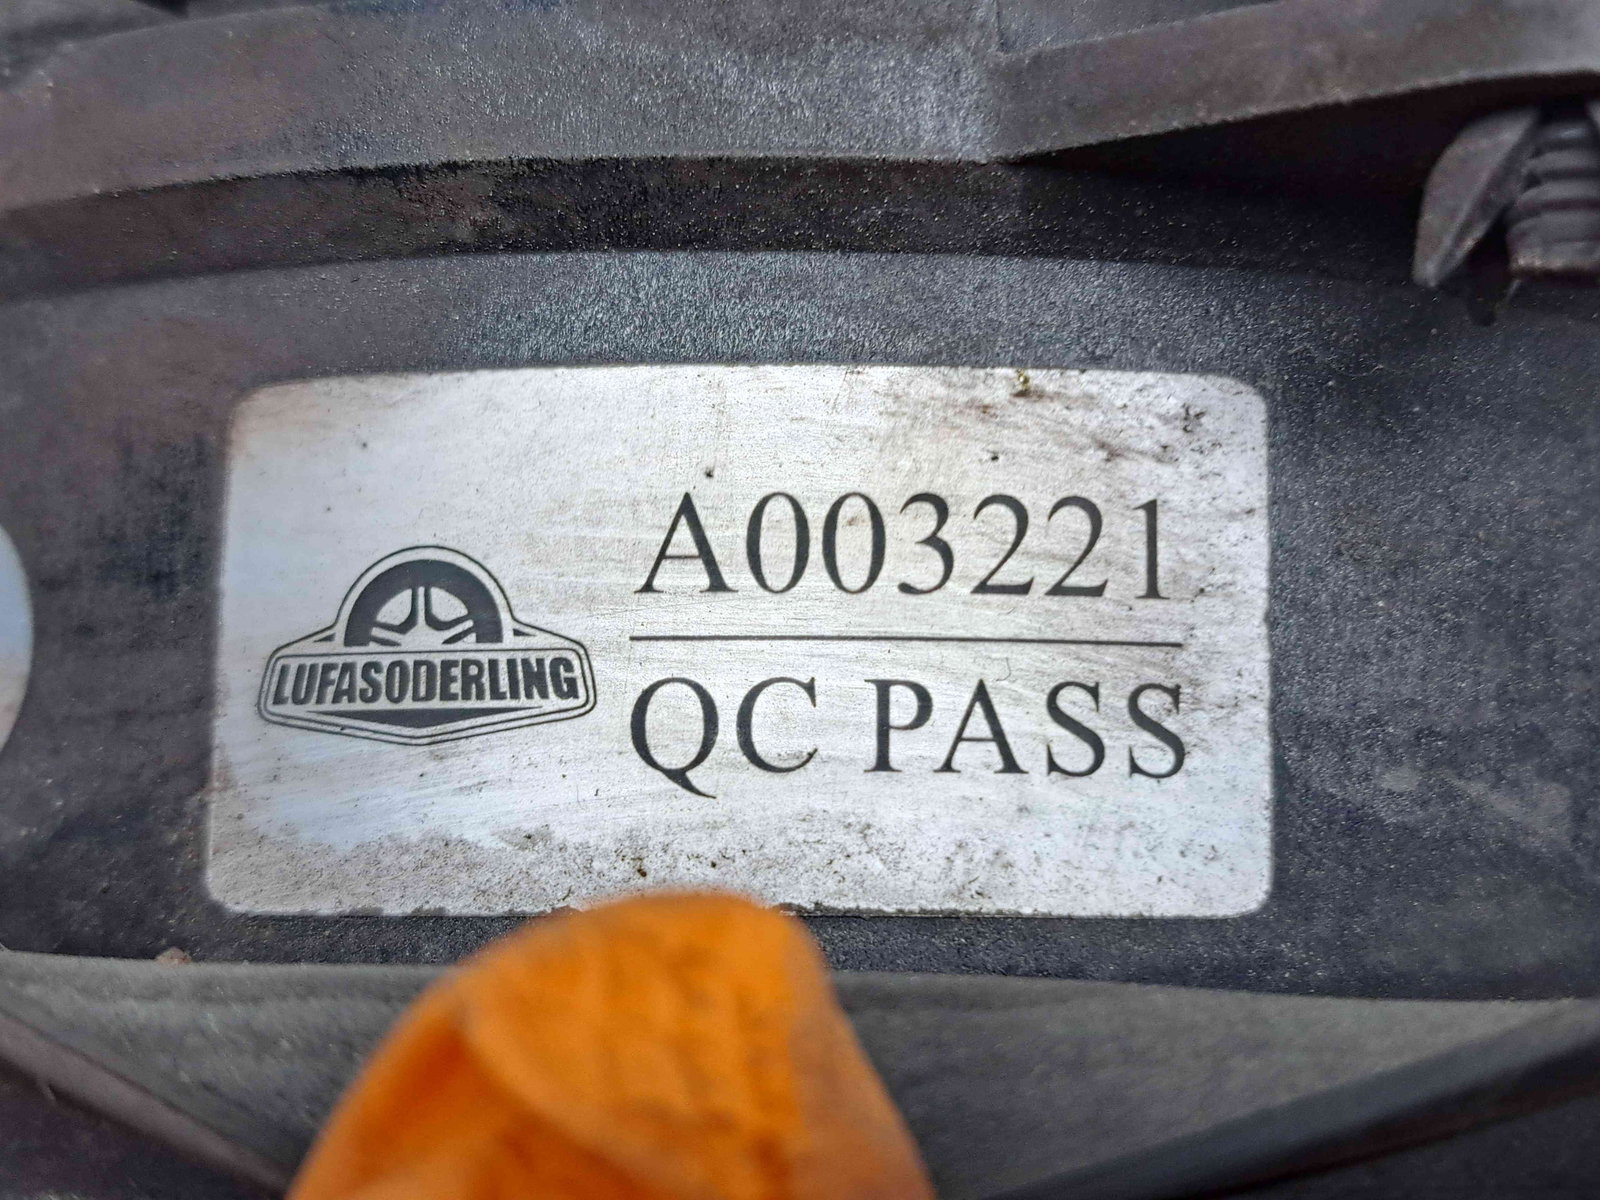 A003221
LUFASODERLING
QC PASS